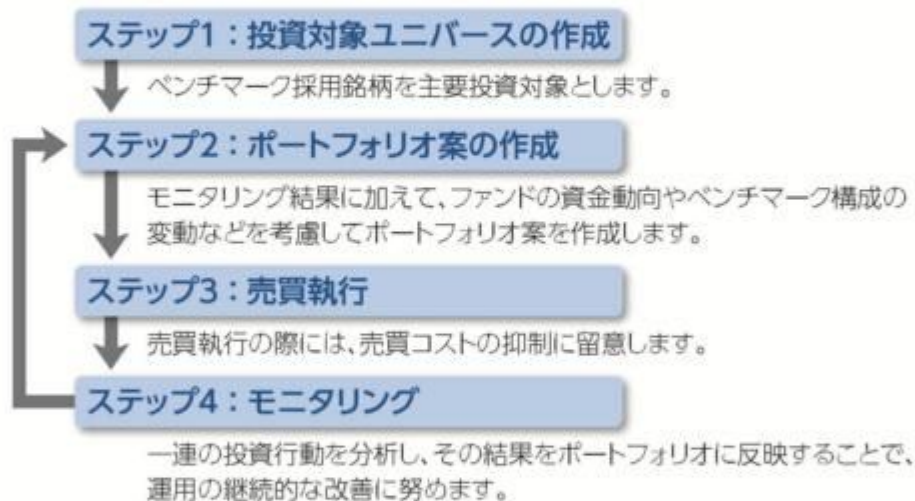 ステップ1：投資対象ユニバースの作成
ベンチマーク採用銘柄を主要投資対象とします。
ステップ2：ポートフォリオ案の作成
モニタリング結果に加えて、ファンドの資金動向やベンチマーク構成の
変動などを考慮してポートフォリオ案を作成します。
ステップ3：売買執行
売買執行の際には、売買コストの抑制に留意します。
ステップ4：モニタリング
一連の投資行動を分析し、その結果をポートフォリオに反映することで、
運用の継続的な改善に努めます。